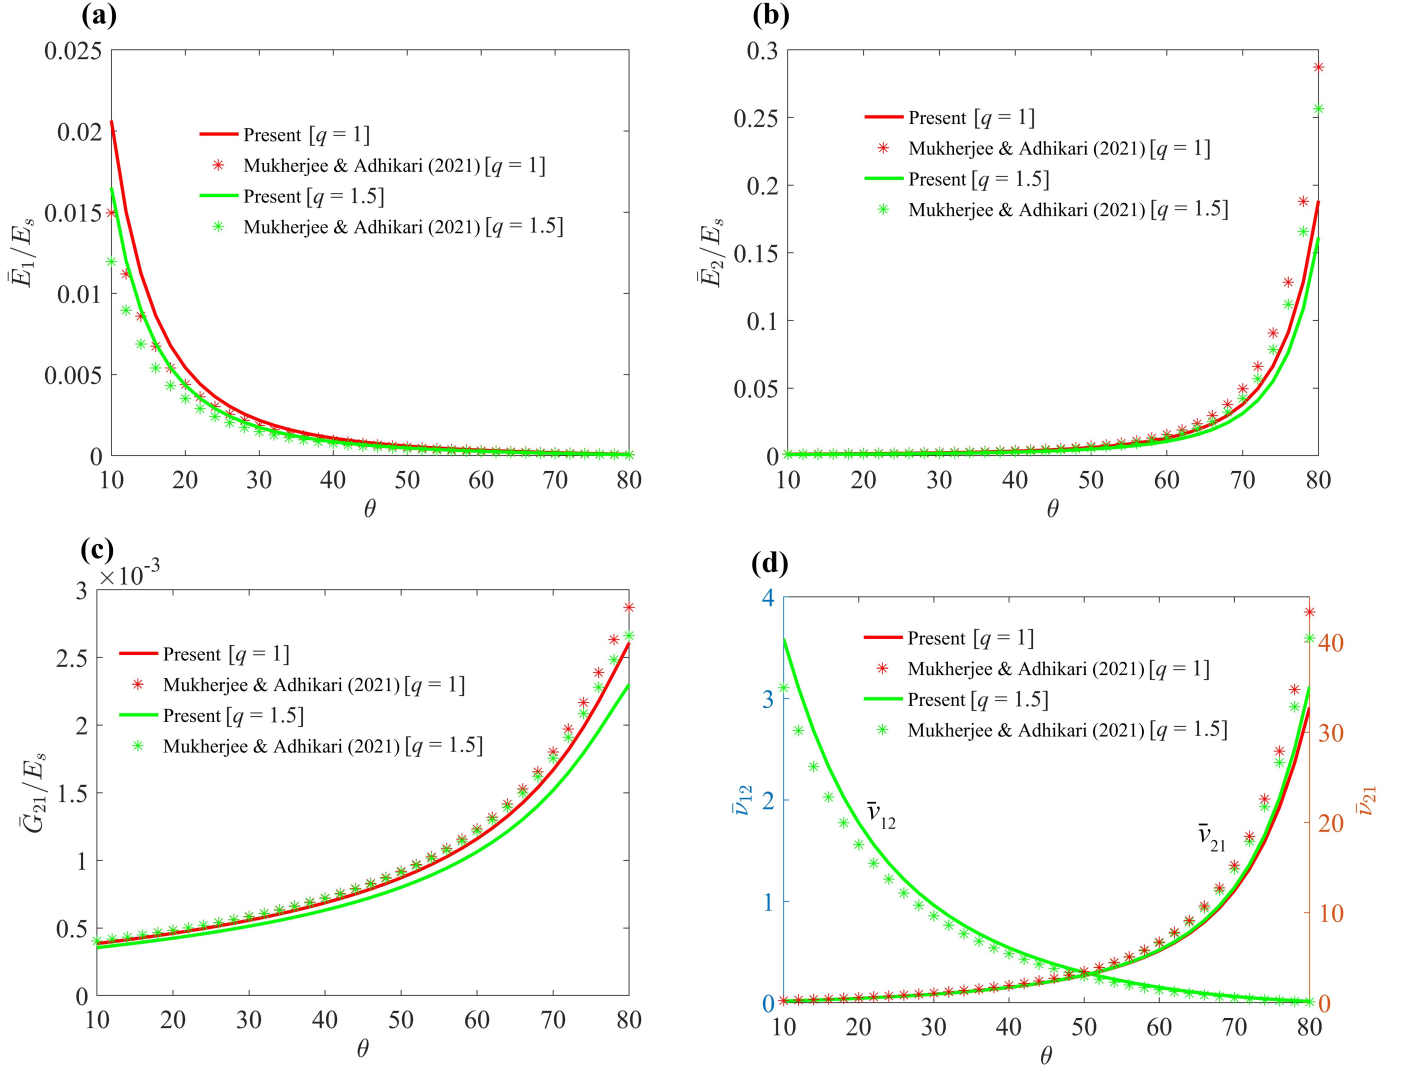 (a)
0.025
0.02
0.015
0.01
0.005
0
10 20 30 40 50 60 70 80
θ
Ē₁/Eₛ
Present [q = 1]
Mukherjee & Adhikari (2021) [q = 1]
Present [q = 1.5]
Mukherjee & Adhikari (2021) [q = 1.5]
(b)
0.3
0.25
0.2
0.15
0.1
0.05
0
10 20 30 40 50 60 70 80
θ
Ē₂/Eₛ
Present [q = 1]
Mukherjee & Adhikari (2021) [q = 1]
Present [q = 1.5]
Mukherjee & Adhikari (2021) [q = 1.5]
(c)
×10⁻³
3
2.5
2
1.5
1
0.5
0
10 20 30 40 50 60 70 80
θ
Ḡ₂₁/Eₛ
Present [q = 1]
Mukherjee & Adhikari (2021) [q = 1]
Present [q = 1.5]
Mukherjee & Adhikari (2021) [q = 1.5]
(d)
4
3
2
1
0
10 20 30 40 50 60 70 80
θ
ν̄₁₂
40
30
20
10
0
ν̄₂₁
Present [q = 1]
Mukherjee & Adhikari (2021) [q = 1]
Present [q = 1.5]
Mukherjee & Adhikari (2021) [q = 1.5]
v̄₁₂
v̄₂₁